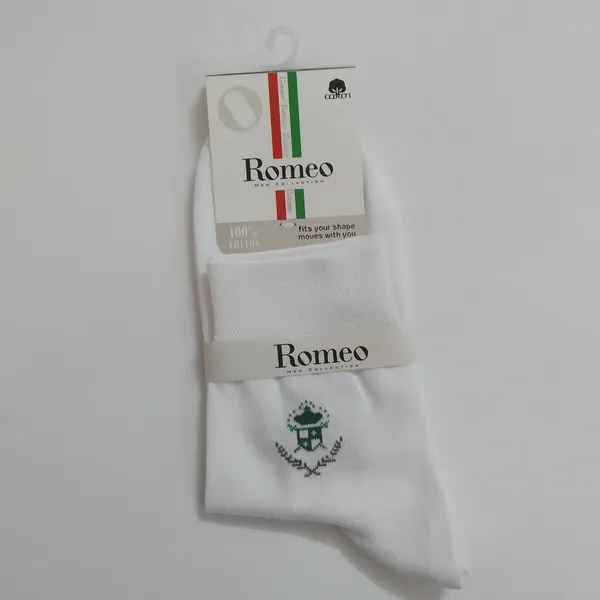 cotton
Romeo
MEN COLLECTION
100%
COTTON
fits your shape
moves with you
Romeo
MEN COLLECTION